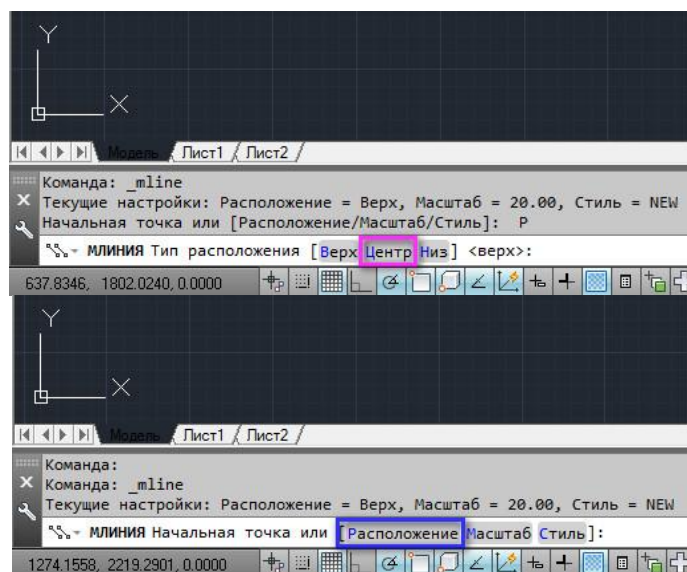 Y
X
Модель Лист1 Лист2
Команда: _mline
Текущие настройки: Расположение = Верх, Масштаб = 20.00, Стиль = NEW
Начальная точка или [Расположение/Масштаб/Стиль]: Р
МЛИНИЯ Тип расположения [Верх Центр Низ] <верх>:
637.8346, 1802.0240, 0.0000
Y
X
Модель Лист1 Лист2
Команда:
Команда: _mline
Текущие настройки: Расположение = Верх, Масштаб = 20.00, Стиль = NEW
МЛИНИЯ Начальная точка или [Расположение Масштаб Стиль]:
1274.1558, 2219.2901, 0.0000